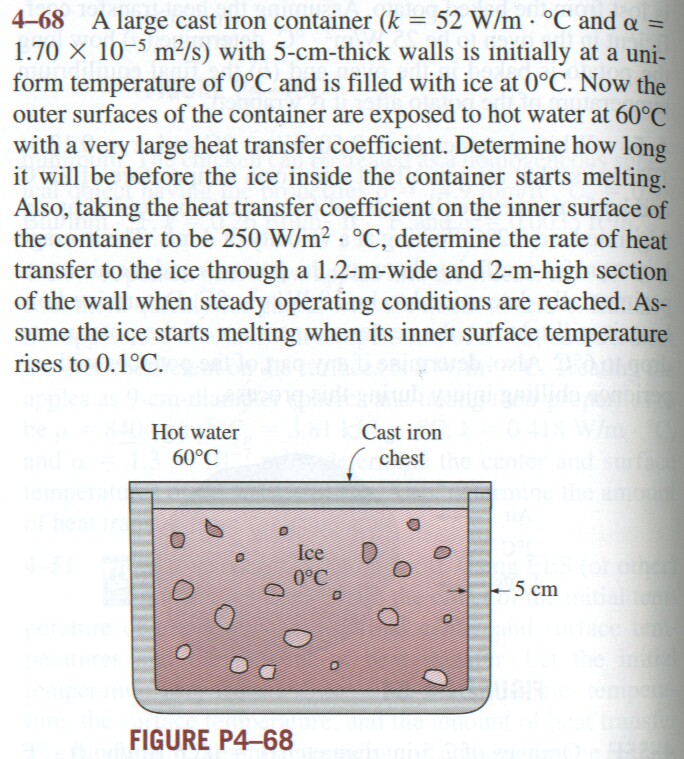 4–68 A large cast iron container (k = 52 W/m · °C and α =
1.70 × 10⁻⁵ m²/s) with 5-cm-thick walls is initially at a uni-
form temperature of 0°C and is filled with ice at 0°C. Now the
outer surfaces of the container are exposed to hot water at 60°C
with a very large heat transfer coefficient. Determine how long
it will be before the ice inside the container starts melting.
Also, taking the heat transfer coefficient on the inner surface of
the container to be 250 W/m² · °C, determine the rate of heat
transfer to the ice through a 1.2-m-wide and 2-m-high section
of the wall when steady operating conditions are reached. As-
sume the ice starts melting when its inner surface temperature
rises to 0.1°C.
Hot water
60°C
Cast iron
chest
Ice
0°C
5 cm
FIGURE P4–68